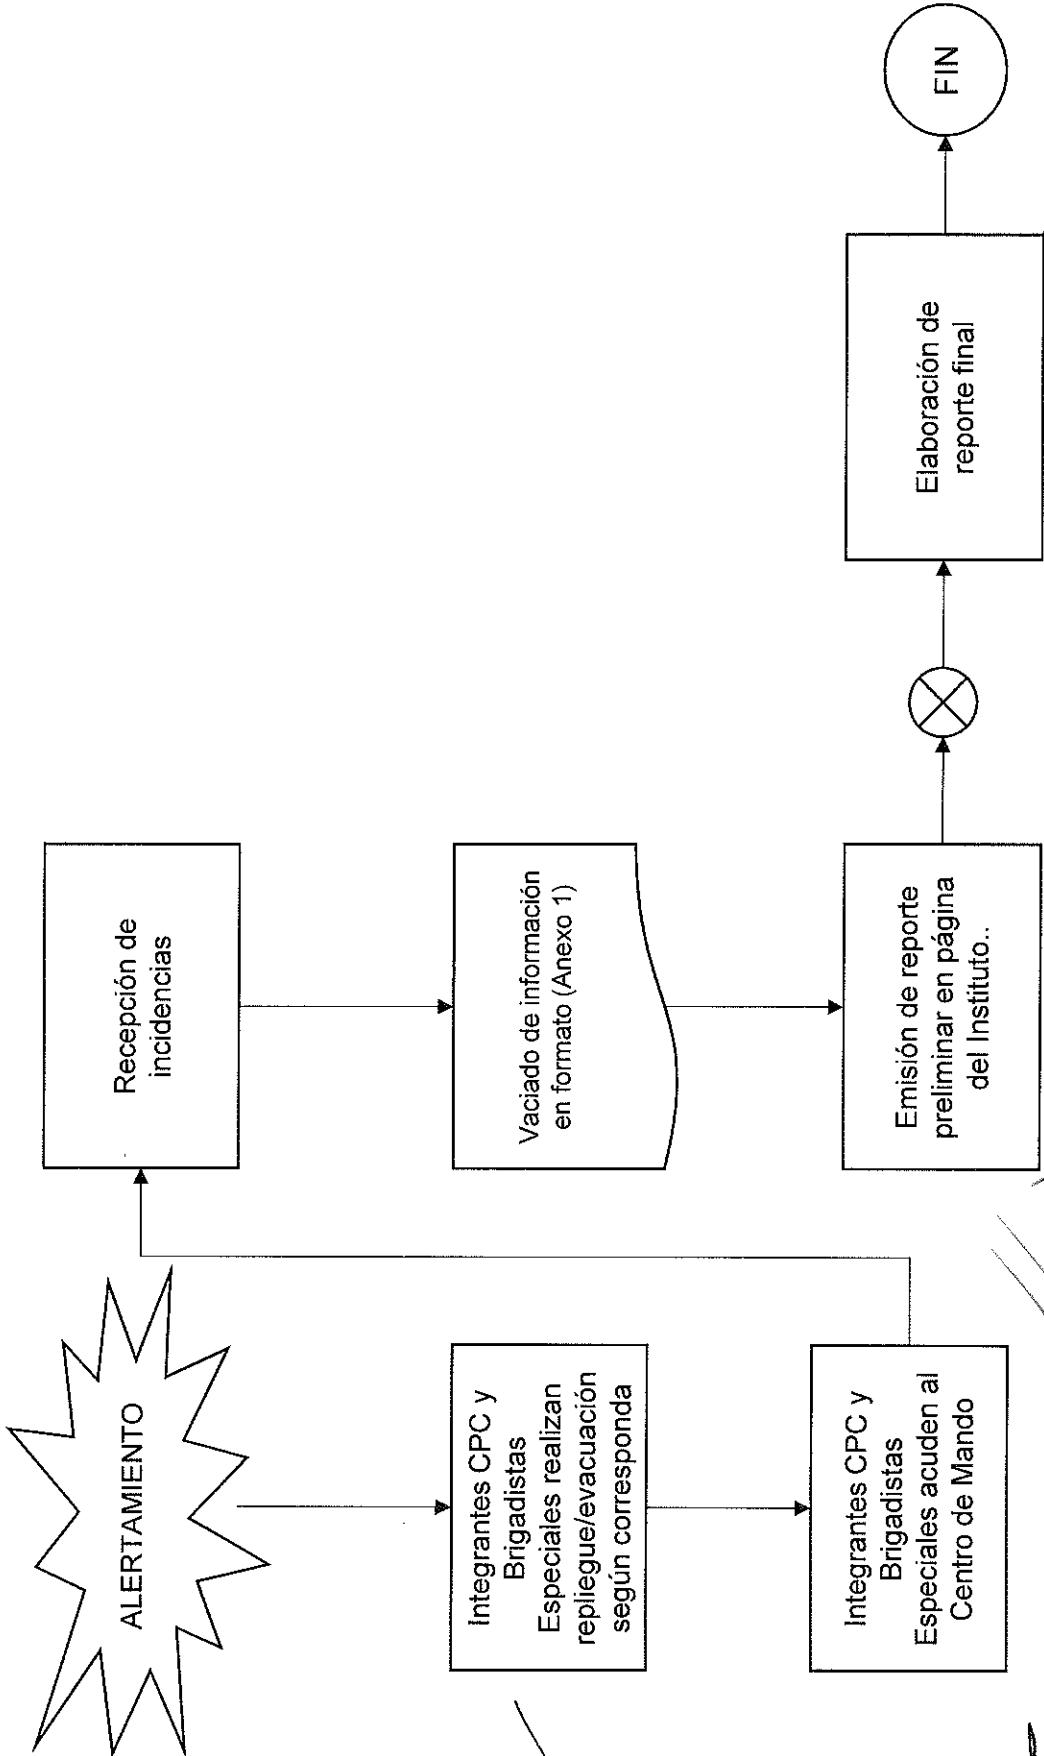 ALERTAMIENTO
Integrantes CPC y
Brigadistas
Especiales realizan
repliegue/evacuación
según corresponda
Integrantes CPC y
Brigadistas
Especiales acuden al
Centro de Mando
Recepción de
incidencias
Vaciado de información
en formato (Anexo 1)
Emisión de reporte
preliminar en página
del Instituto..
Elaboración de
reporte final
FIN